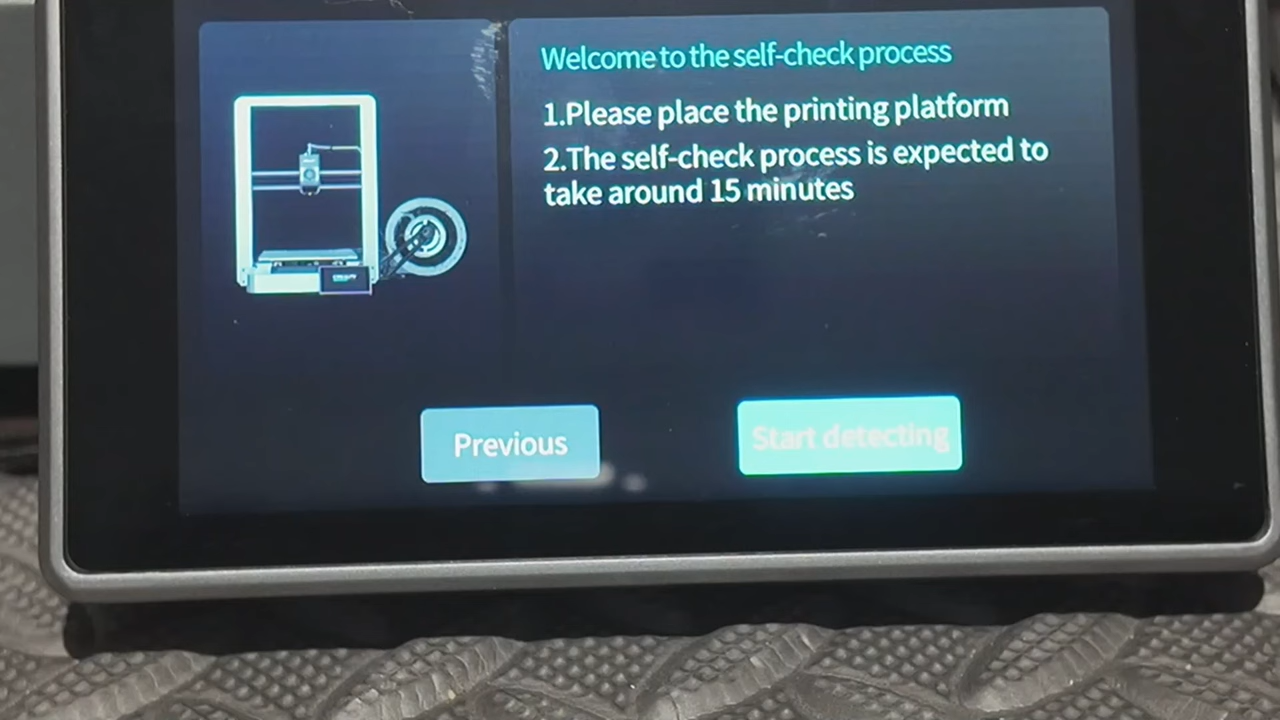 Welcome to the self-check process
1.Please place the printing platform
2.The self-check process is expected to
take around 15 minutes
Previous
Start detecting